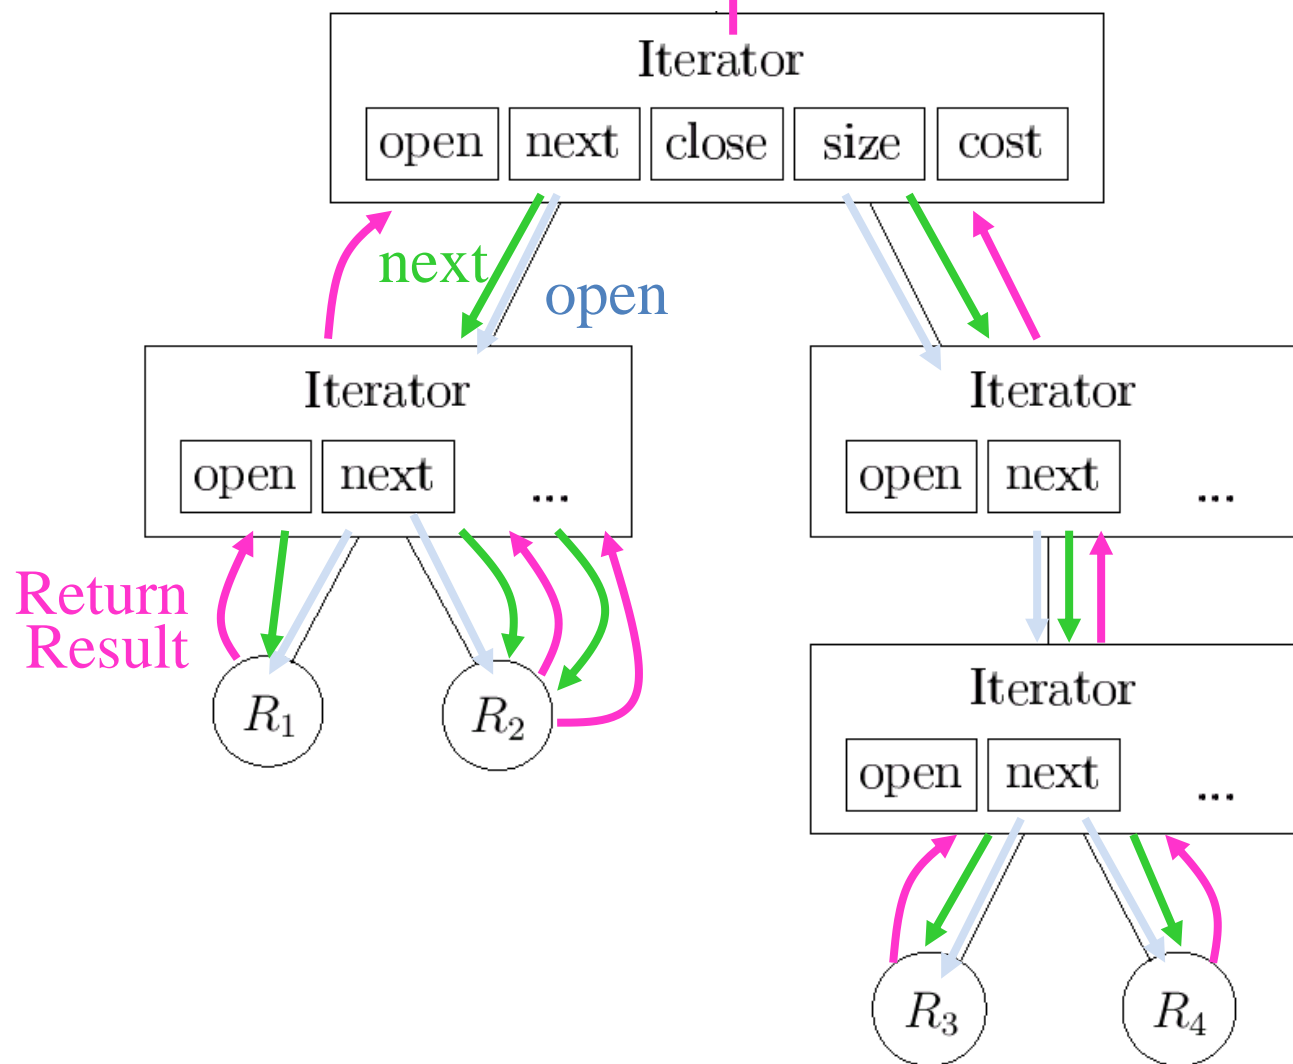 Iterator
open next close size cost
next
open
Iterator
open next ...
Iterator
open next ...
Return
Result
R1
R2
Iterator
open next ...
R3
R4